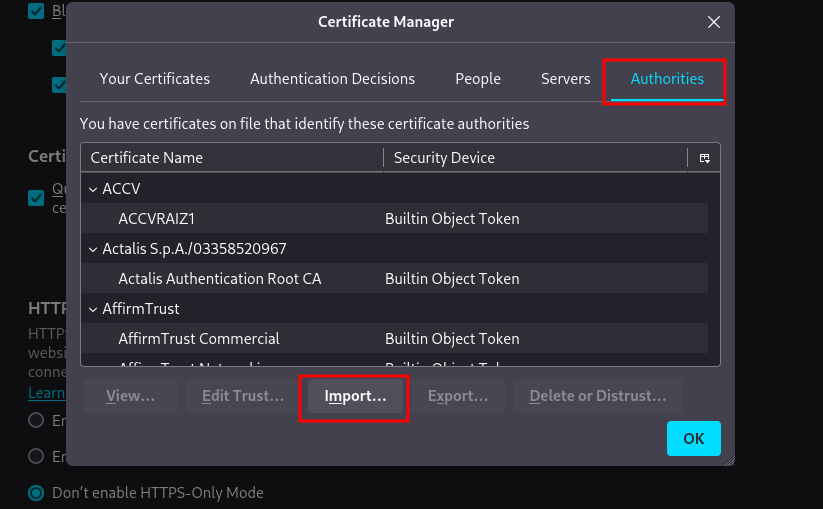 Bl
Certificate Manager
Your Certificates Authentication Decisions People Servers Authorities
You have certificates on file that identify these certificate authorities
Certificate Name Security Device
ACCV
ACCVRAIZ1 Builtin Object Token
Actalis S.p.A./03358520967
Actalis Authentication Root CA Builtin Object Token
AffirmTrust
AffirmTrust Commercial Builtin Object Token
View... Edit Trust... Import... Export... Delete or Distrust...
OK
Certi
Qu
ce
HTTP
HTTPS
websi
conne
Learn
En
En
Don't enable HTTPS-Only Mode